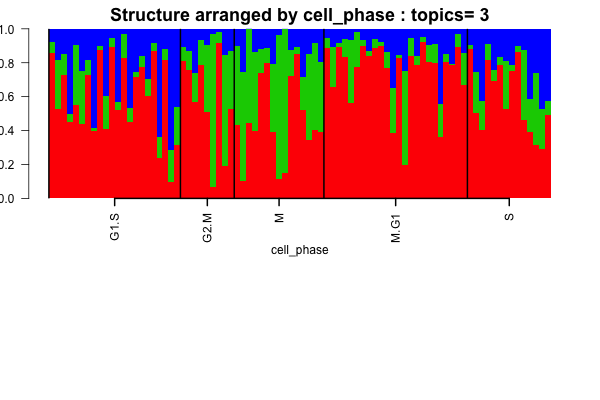 Structure arranged by cell_phase : topics= 3
1.0
0.8
0.6
0.4
0.2
0.0
G1.S
G2.M
M
M.G1
S
cell_phase